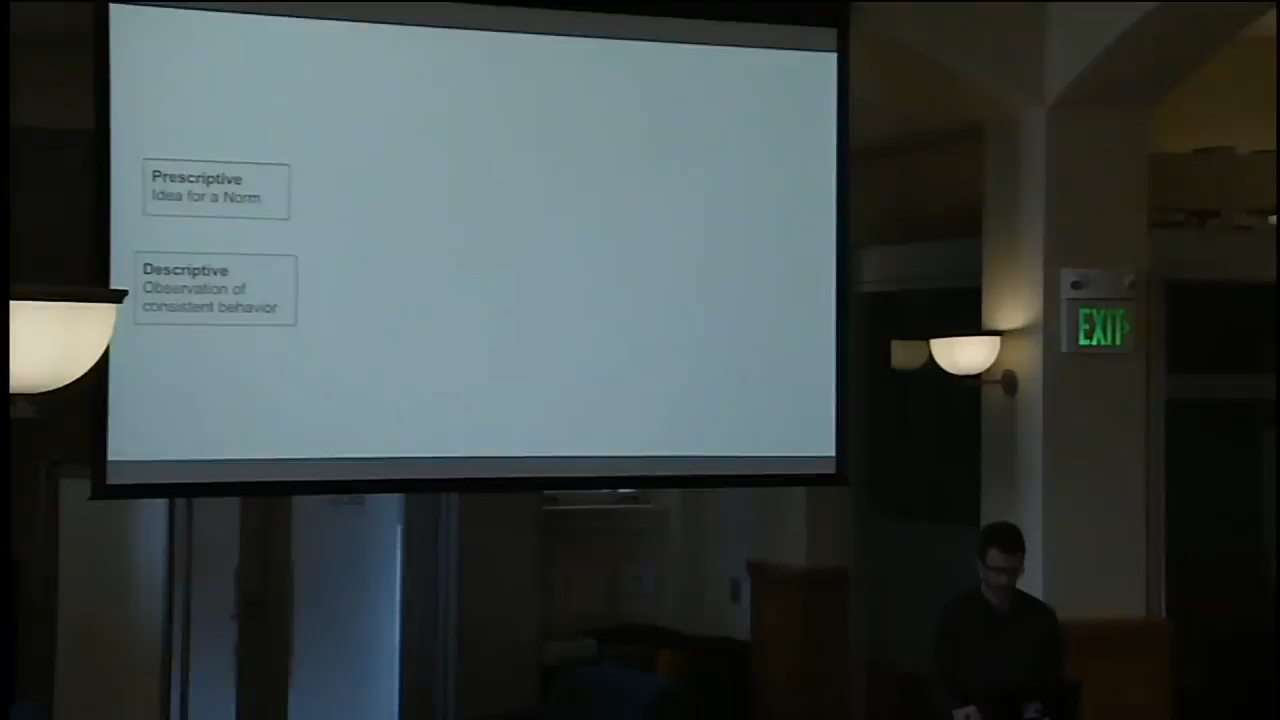 Prescriptive
Idea for a Norm
Descriptive
Observation of
consistent behavior
EXIT